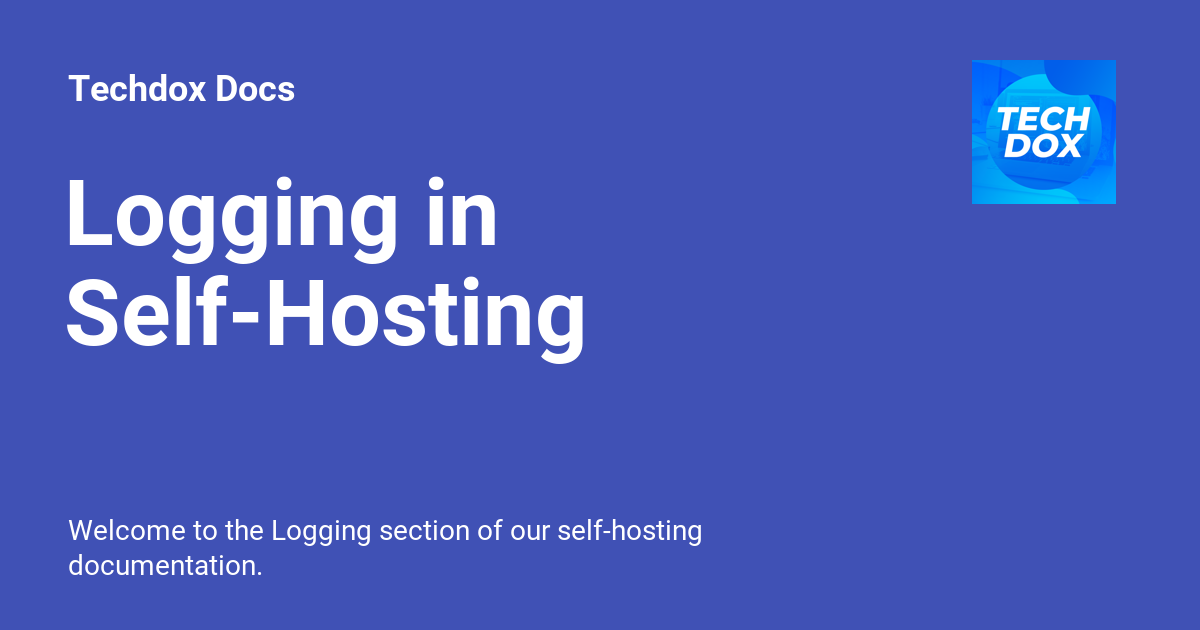 Techdox Docs
TECH
DOX
Logging in
Self-Hosting
Welcome to the Logging section of our self-hosting
documentation.